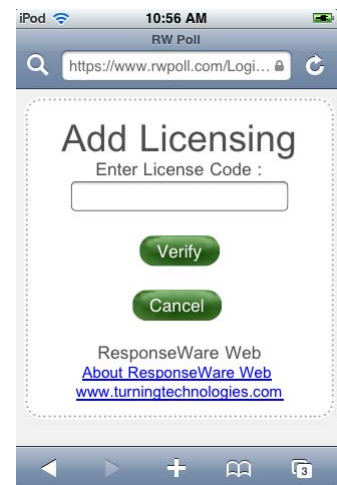 iPod 10:56 AM
RW Poll
https://www.rwpoll.com/Logi...
Add Licensing
Enter License Code :
Verify
Cancel
ResponseWare Web
About ResponseWare Web
www.turningtechnologies.com
3